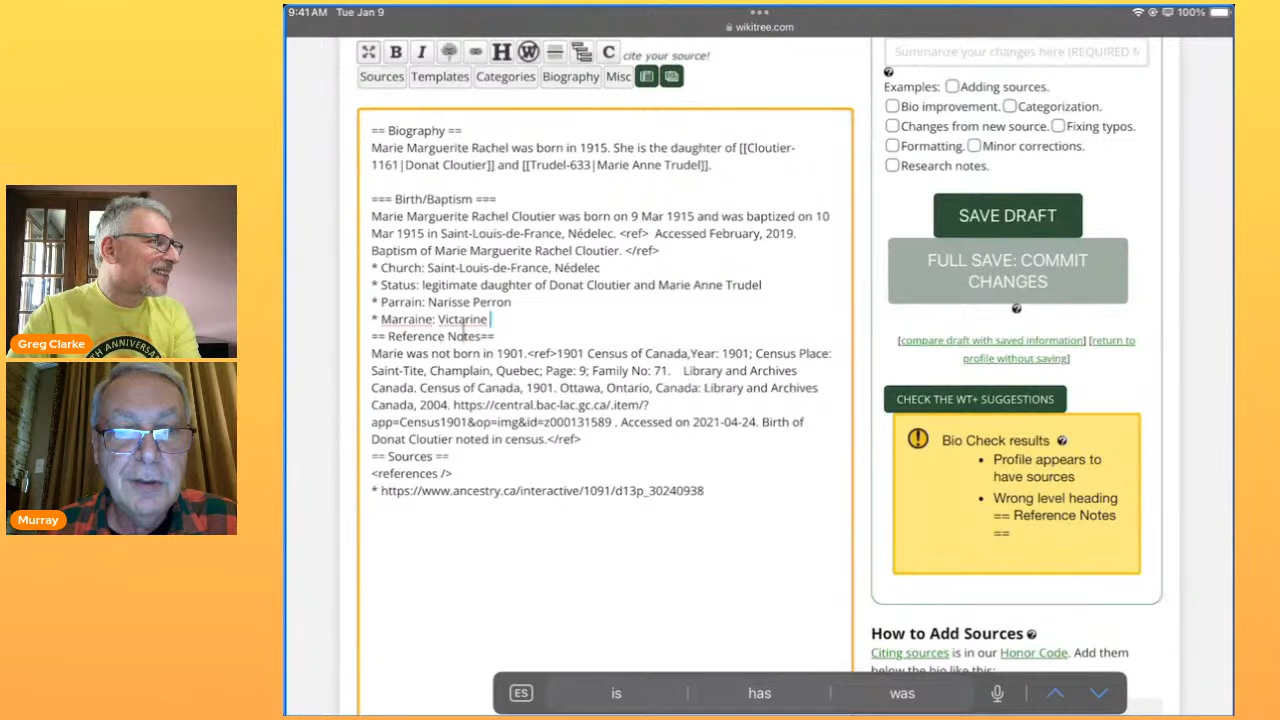 9:41 AM Tue Jan 9
100%
wikitree.com
B I H W C cite your source!
Sources Templates Categories Biography Misc
== Biography ==
Marie Marguerite Rachel was born in 1915. She is the daughter of [[Cloutier-
1161|Donat Cloutier]] and [[Trudel-633|Marie Anne Trudel]].
=== Birth/Baptism ===
Marie Marguerite Rachel Cloutier was born on 9 Mar 1915 and was baptized on 10
Mar 1915 in Saint-Louis-de-France, Nédelec. <ref> Accessed February, 2019.
Baptism of Marie Marguerite Rachel Cloutier. </ref>
* Church: Saint-Louis-de-France, Nédelec
* Status: legitimate daughter of Donat Cloutier and Marie Anne Trudel
* Parrain: Narisse Perron
* Marraine: Victarine
== Reference Notes==
Marie was not born in 1901.<ref>1901 Census of Canada,Year: 1901; Census Place:
Saint-Tite, Champlain, Quebec; Page: 9; Family No: 71. Library and Archives
Canada. Census of Canada, 1901. Ottawa, Ontario, Canada: Library and Archives
Canada, 2004. https://central.bac-lac.gc.ca/.item/?
app=Census1901&op=img&id=z000131589 . Accessed on 2021-04-24. Birth of
Donat Cloutier noted in census.</ref>
== Sources ==
<references />
* https://www.ancestry.ca/interactive/1091/d13p_30240938
Summarize your changes here (REQUIRED
Examples: Adding sources.
Bio improvement. Categorization.
Changes from new source. Fixing typos.
Formatting. Minor corrections.
Research notes.
SAVE DRAFT
FULL SAVE: COMMIT
CHANGES
[compare draft with saved information] [return to
profile without saving]
CHECK THE WT+ SUGGESTIONS
Bio Check results
Profile appears to
have sources
Wrong level heading
== Reference Notes
==
How to Add Sources
Citing sources is in our Honor Code. Add them
below the bio like this:
ES is has was
ANNIVERSARY
Greg Clarke
Murray